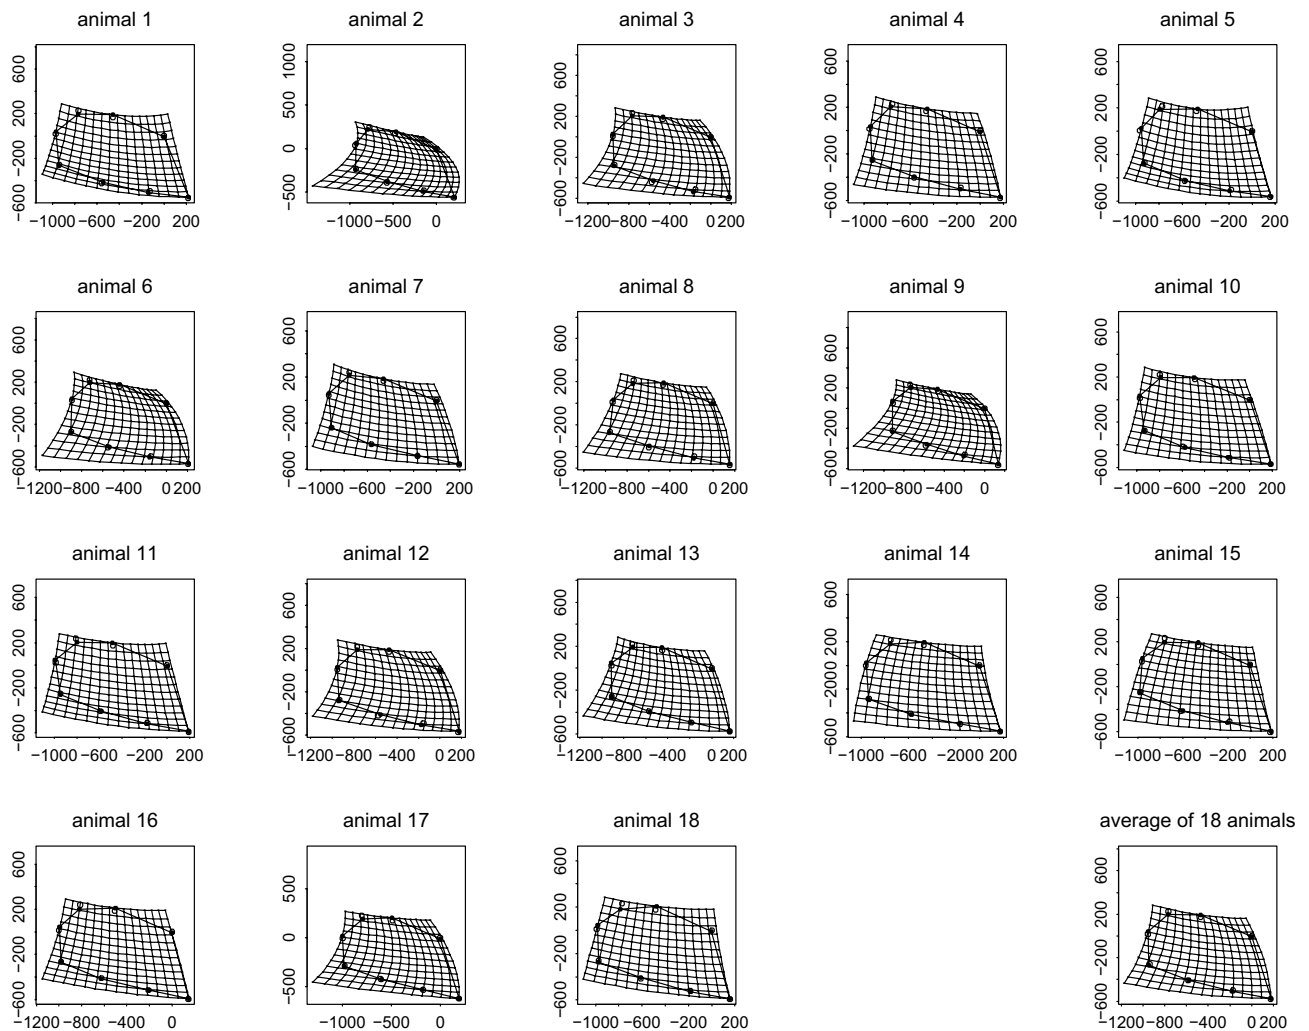 animal 1 animal 2 animal 3 animal 4 animal 5
600 1000 600 600 600
200 500 200 200 200
−200 0 −200 −200 −200
−600 −500 −600 −600 −600
−1000 −600 −200 200 −1000 −500 0 −1200 −800 −400 0 200 −1000 −600 −200 200 −1000 −600 −200 200
animal 6 animal 7 animal 8 animal 9 animal 10
600 600 600 600 600
200 200 200 200 200
−200 −200 −200 −200 −200
−600 −600 −600 −600 −600
−1200 −800 −400 0 200 −1000 −600 −200 200 −1200 −800 −400 0 200 −1200 −800 −400 0 −1000 −600 −200 200
animal 11 animal 12 animal 13 animal 14 animal 15
600 600 600 600 600
200 200 200 200 200
−200 −200 −200 −200 −200
−600 −600 −600 −600 −600
−1000 −600 −200 200 −1200 −800 −400 0 200 −1200 −800 −400 0 200 −1000 −600 −200 200 −1000 −600 −200 200
animal 16 animal 17 animal 18 average of 18 animals
600 500 600 600
200 0 200 200
−200 −500 −200 −200
−600 −600 −600
−1200 −800 −400 0 −1000 −500 0 −1000 −600 −200 200 −1200 −800 −400 0 200